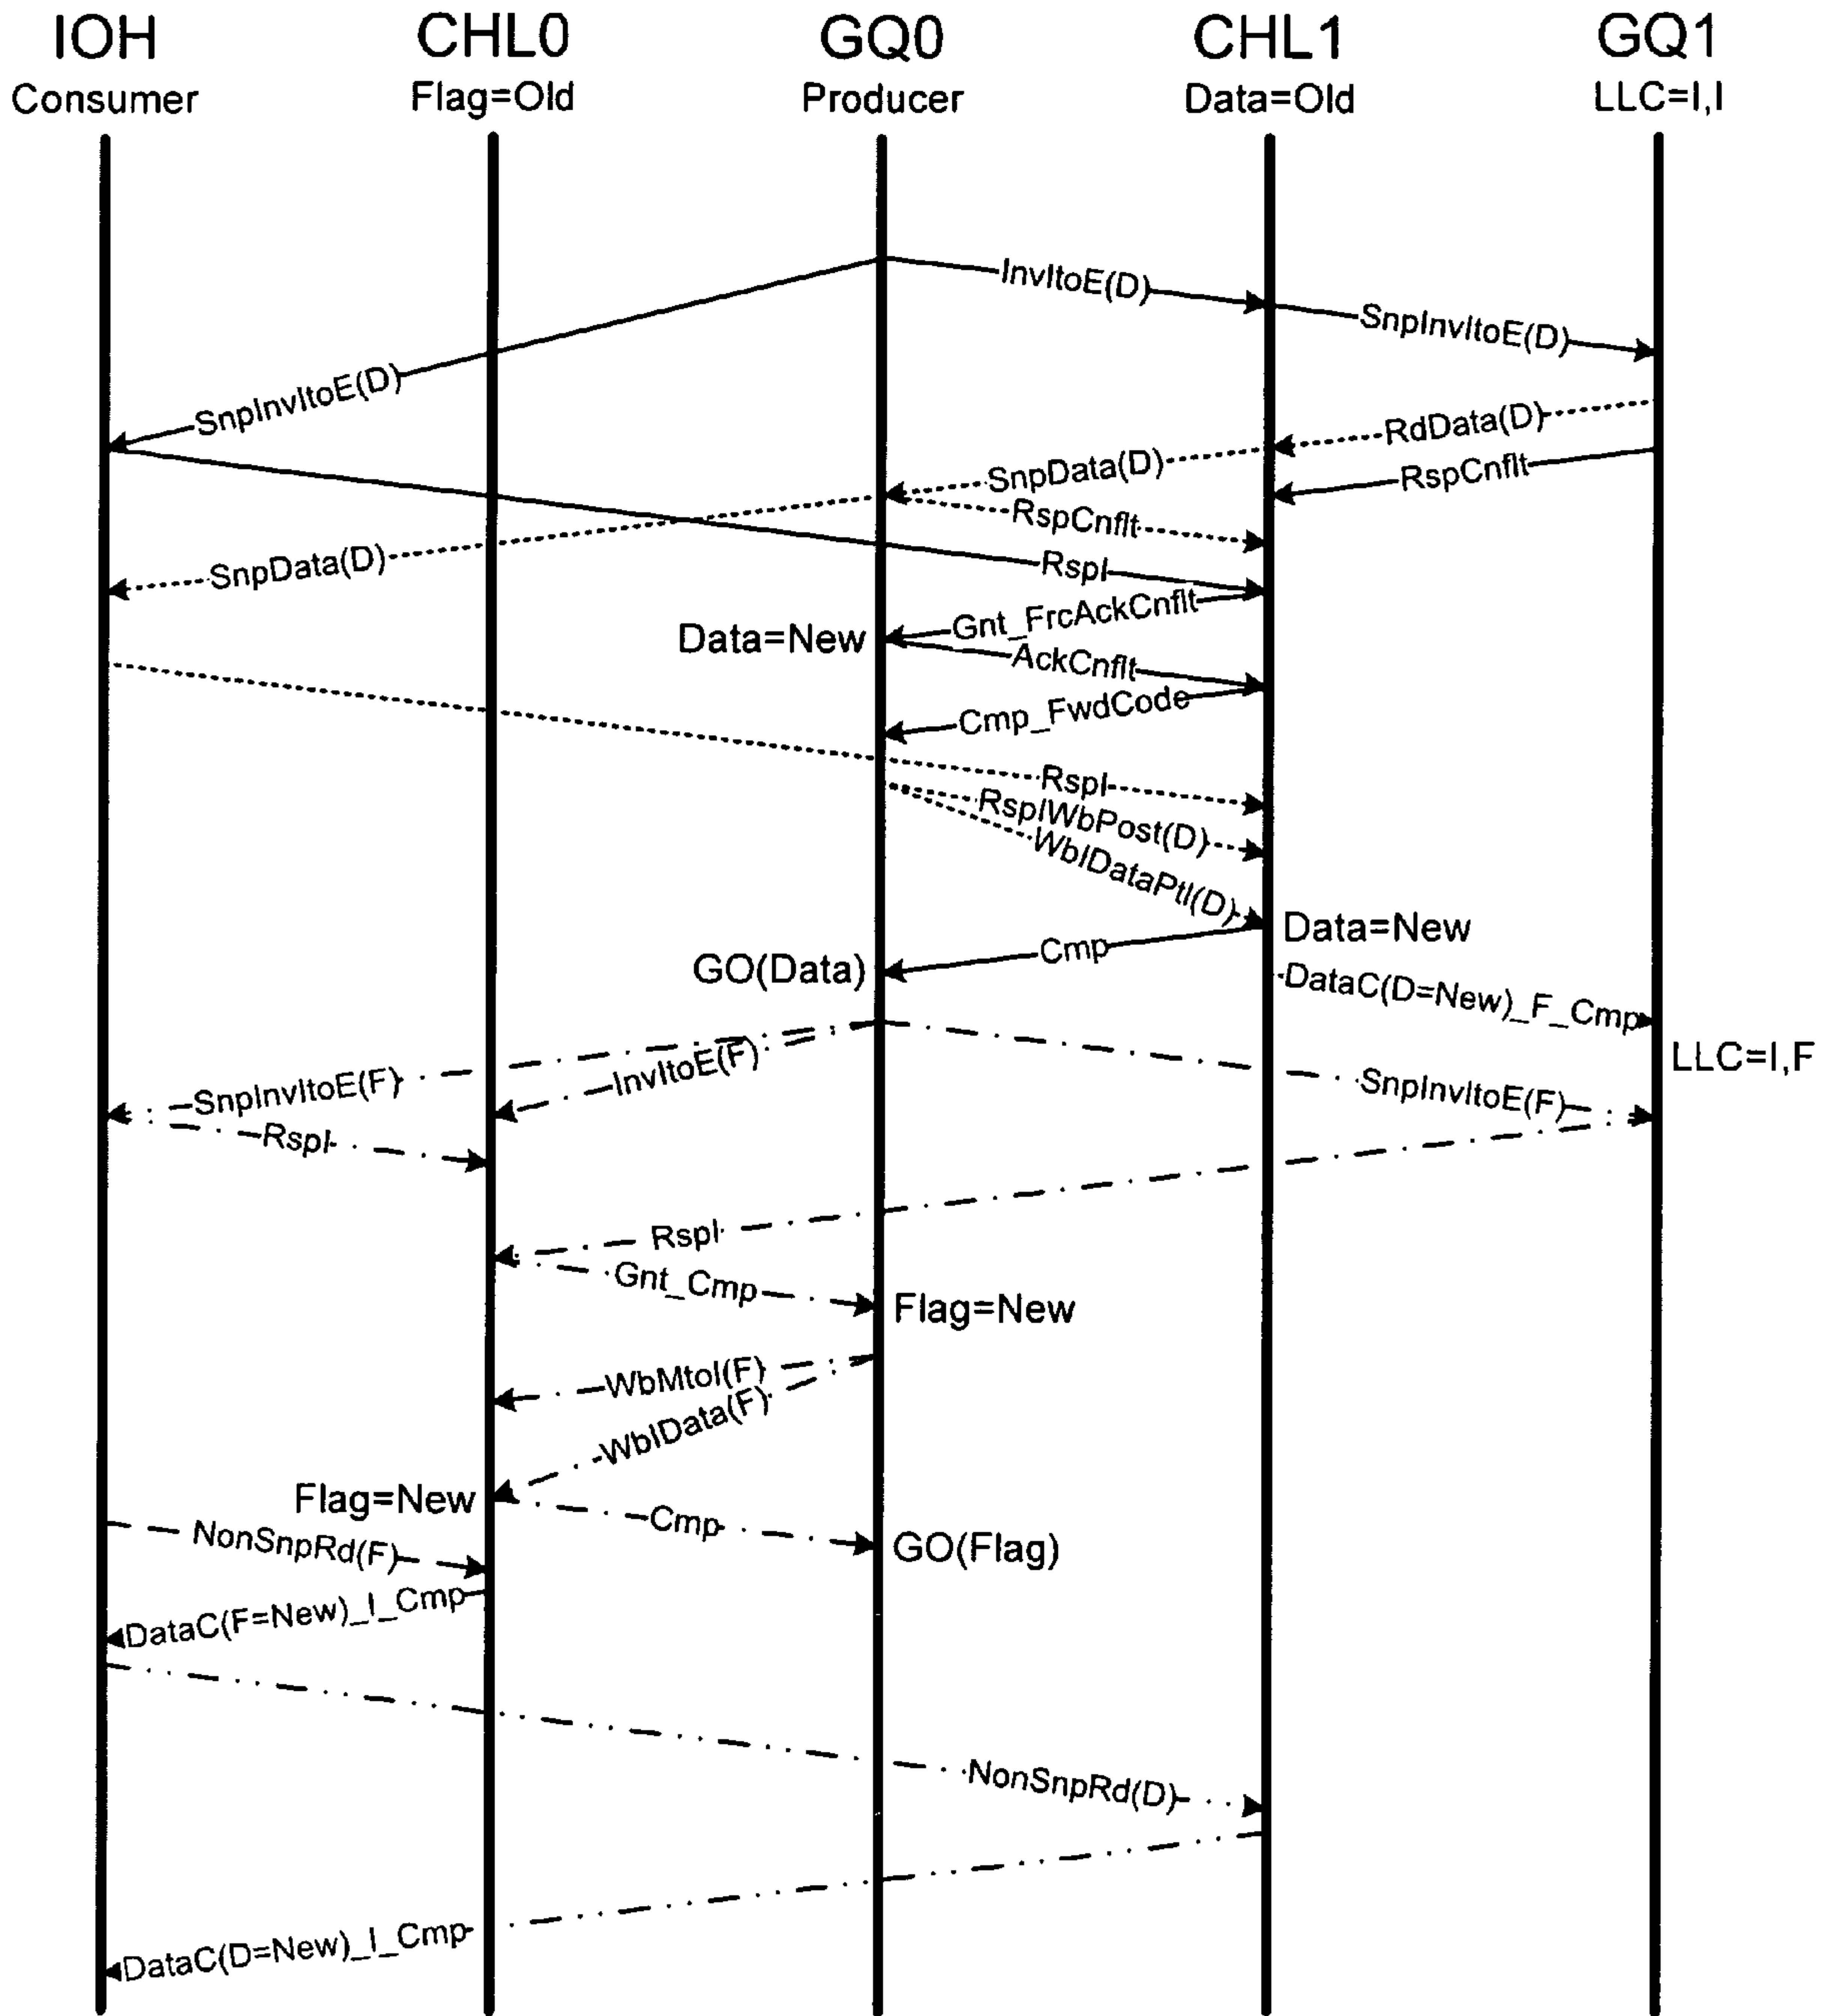 IOH CHL0 GQ0 CHL1 GQ1
Consumer Flag=Old Producer Data=Old LLC=I,I
InvItoE(D)
SnpInvItoE(D)
SnpInvItoE(D)
RdData(D)
SnpData(D)
RspCnflt
RspCnflt
SnpData(D)
RspI
Gnt_FrcAckCnflt
Data=New
AckCnflt
Cmp_FwdCode
RspI
RspIWbPost(D)
WbIDataPtl(D)
Data=New
Cmp
GO(Data)
DataC(D=New)_F_Cmp
LLC=I,F
InvItoE(F)
SnpInvItoE(F)
SnpInvItoE(F)
RspI
RspI
Gnt_Cmp
Flag=New
WbMtoI(F)
WbIData(F)
Flag=New
Cmp
NonSnpRd(F)
GO(Flag)
DataC(F=New)_I_Cmp
NonSnpRd(D)
DataC(D=New)_I_Cmp